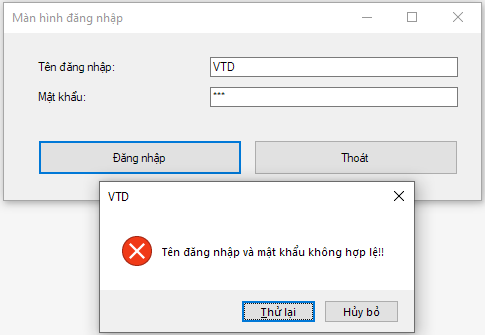 Màn hình đăng nhập
Tên đăng nhập: VTD
Mật khẩu: ***
Đăng nhập Thoát
VTD
Tên đăng nhập và mật khẩu không hợp lệ!!
Thử lại Hủy bỏ